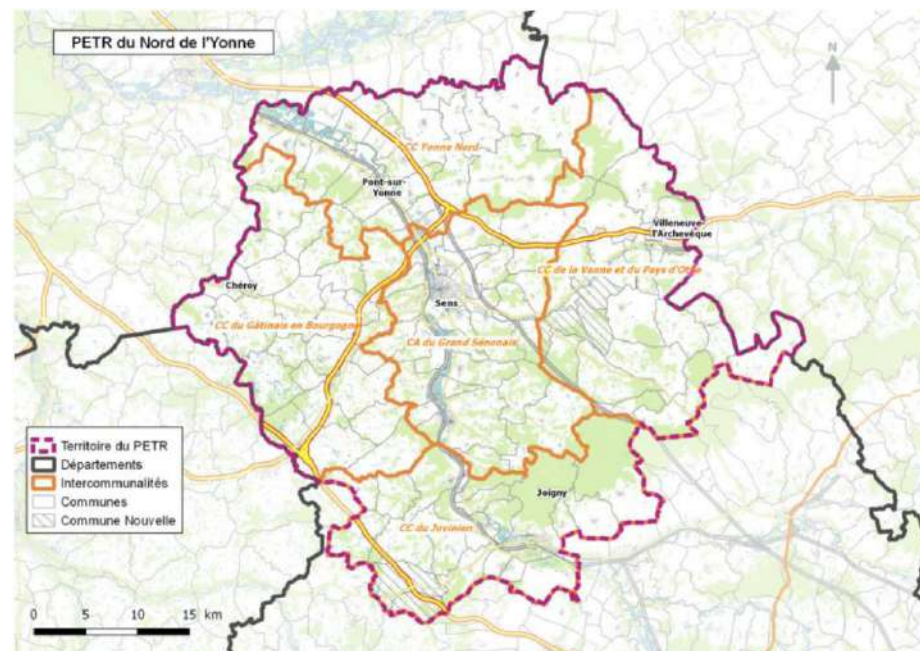 PETR du Nord de l'Yonne
N
CC Yonne Nord
Pont-sur-
Yonne
Villeneuve-
l'Archevêque
CC de la Vanne et du Pays d'Othe
Chéroy
Sens
CC du Gâtinais en Bourgogne
CA du Grand Sénonais
Territoire du PETR
Départements
Intercommunalités
Communes
Commune Nouvelle
Joigny
CC du Jovinien
0 5 10 15 km